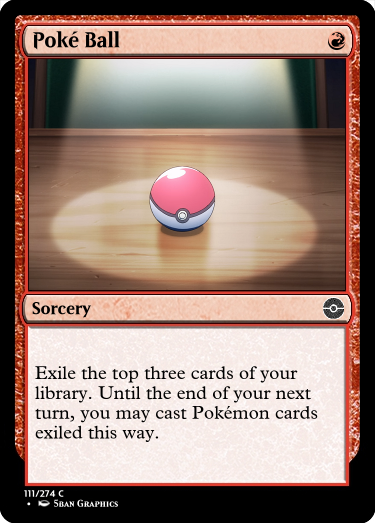 Poké Ball
Sorcery
Exile the top three cards of your
library. Until the end of your next
turn, you may cast Pokémon cards
exiled this way.
111/274 C
• Sban Graphics